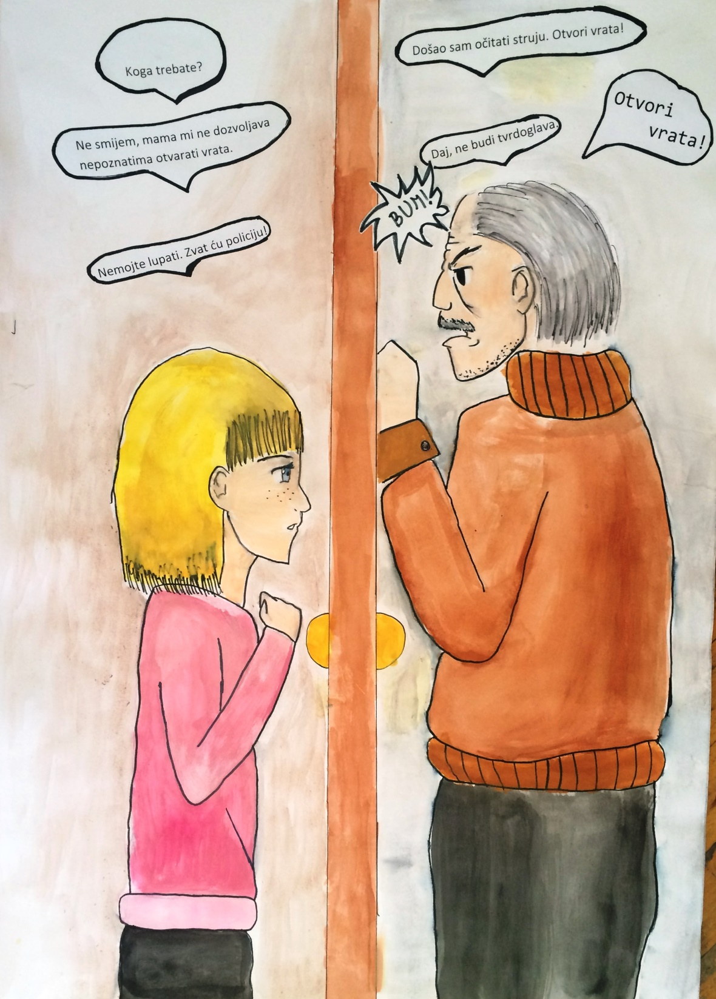 Koga trebate?
Došao sam očitati struju. Otvori vrata!
Ne smijem, mama mi ne dozvoljava
nepoznatima otvarati vrata.
Daj, ne budi tvrdoglava.
Otvori
vrata!
BUM!
Nemojte lupati. Zvat ću policiju!